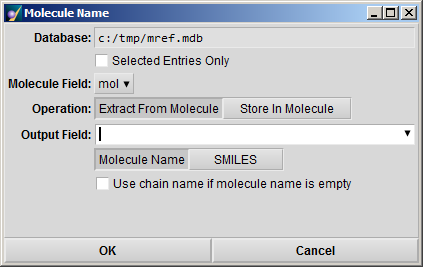 Molecule Name
Database: c:/tmp/mref.mdb
Selected Entries Only
Molecule Field: mol
Operation: Extract From Molecule Store In Molecule
Output Field:
Molecule Name SMILES
Use chain name if molecule name is empty
OK Cancel